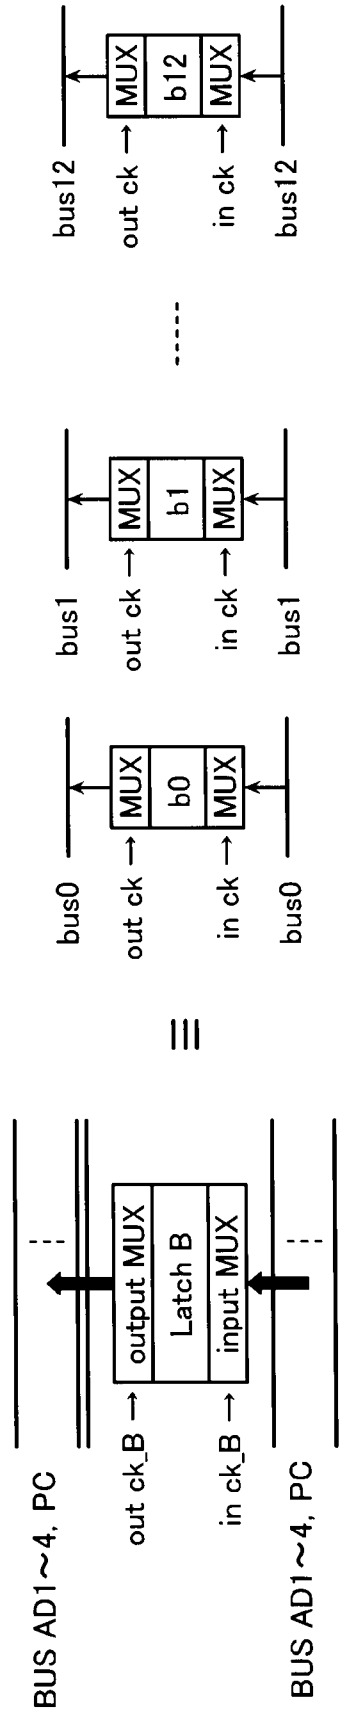 BUS AD1～4, PC
output MUX
out ck_B →
Latch B
input MUX
in ck_B →
BUS AD1～4, PC
≡
bus0
MUX
out ck →
b0
MUX
in ck →
bus0
bus1
MUX
out ck →
b1
MUX
in ck →
bus1
bus12
MUX
out ck →
b12
MUX
in ck →
bus12